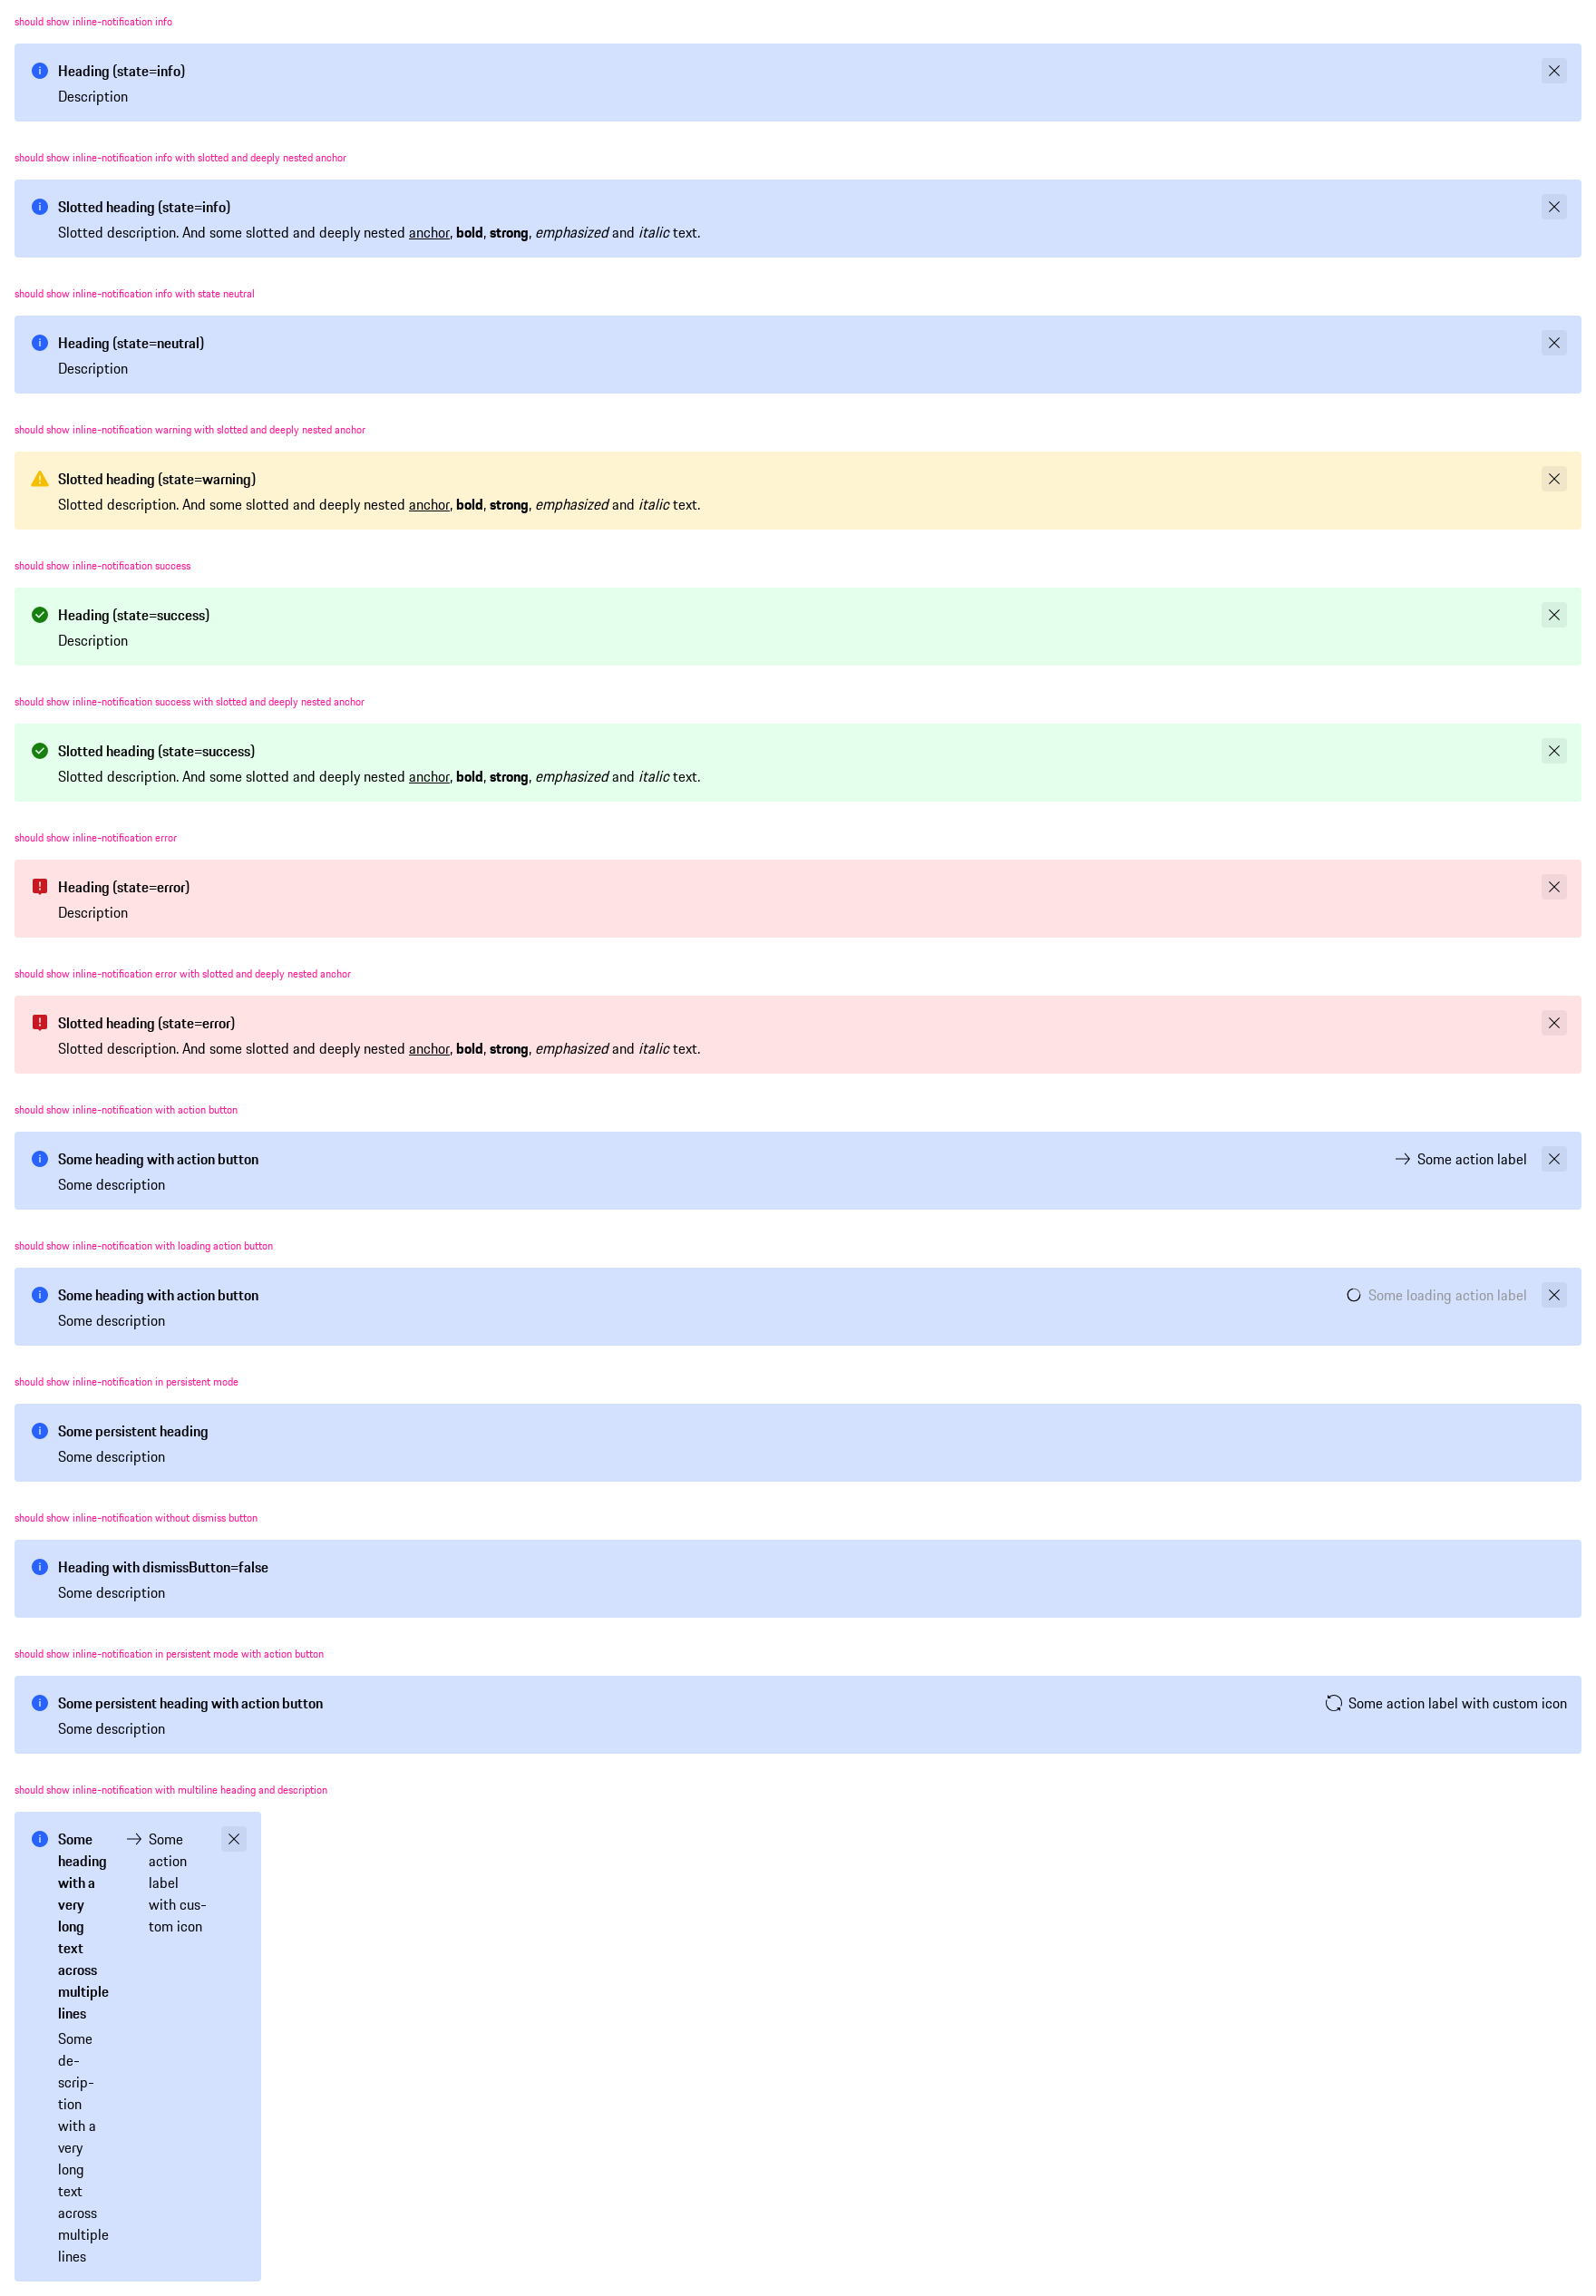 should show inline-notification info
Heading (state=info)
Description
should show inline-notification info with slotted and deeply nested anchor
Slotted heading (state=info)
Slotted description. And some slotted and deeply nested anchor, bold, strong, emphasized and italic text.
should show inline-notification info with state neutral
Heading (state=neutral)
Description
should show inline-notification warning with slotted and deeply nested anchor
Slotted heading (state=warning)
Slotted description. And some slotted and deeply nested anchor, bold, strong, emphasized and italic text.
should show inline-notification success
Heading (state=success)
Description
should show inline-notification success with slotted and deeply nested anchor
Slotted heading (state=success)
Slotted description. And some slotted and deeply nested anchor, bold, strong, emphasized and italic text.
should show inline-notification error
Heading (state=error)
Description
should show inline-notification error with slotted and deeply nested anchor
Slotted heading (state=error)
Slotted description. And some slotted and deeply nested anchor, bold, strong, emphasized and italic text.
should show inline-notification with action button
Some heading with action button
Some action label
Some description
should show inline-notification with loading action button
Some heading with action button
Some loading action label
Some description
should show inline-notification in persistent mode
Some persistent heading
Some description
should show inline-notification without dismiss button
Heading with dismissButton=false
Some description
should show inline-notification in persistent mode with action button
Some persistent heading with action button
Some action label with custom icon
Some description
should show inline-notification with multiline heading and description
Some
heading
with a
very
long
text
across
multiple
lines
Some
de-
scrip-
tion
with a
very
long
text
across
multiple
lines
Some
action
label
with cus-
tom icon